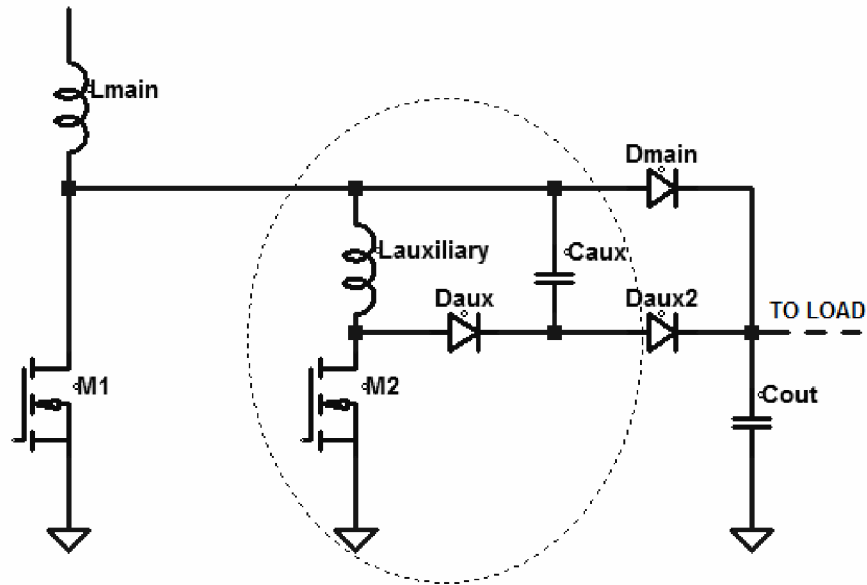 Lmain
Dmain
Lauxiliary
Caux
Daux
Daux2
TO LOAD
M1
M2
Cout